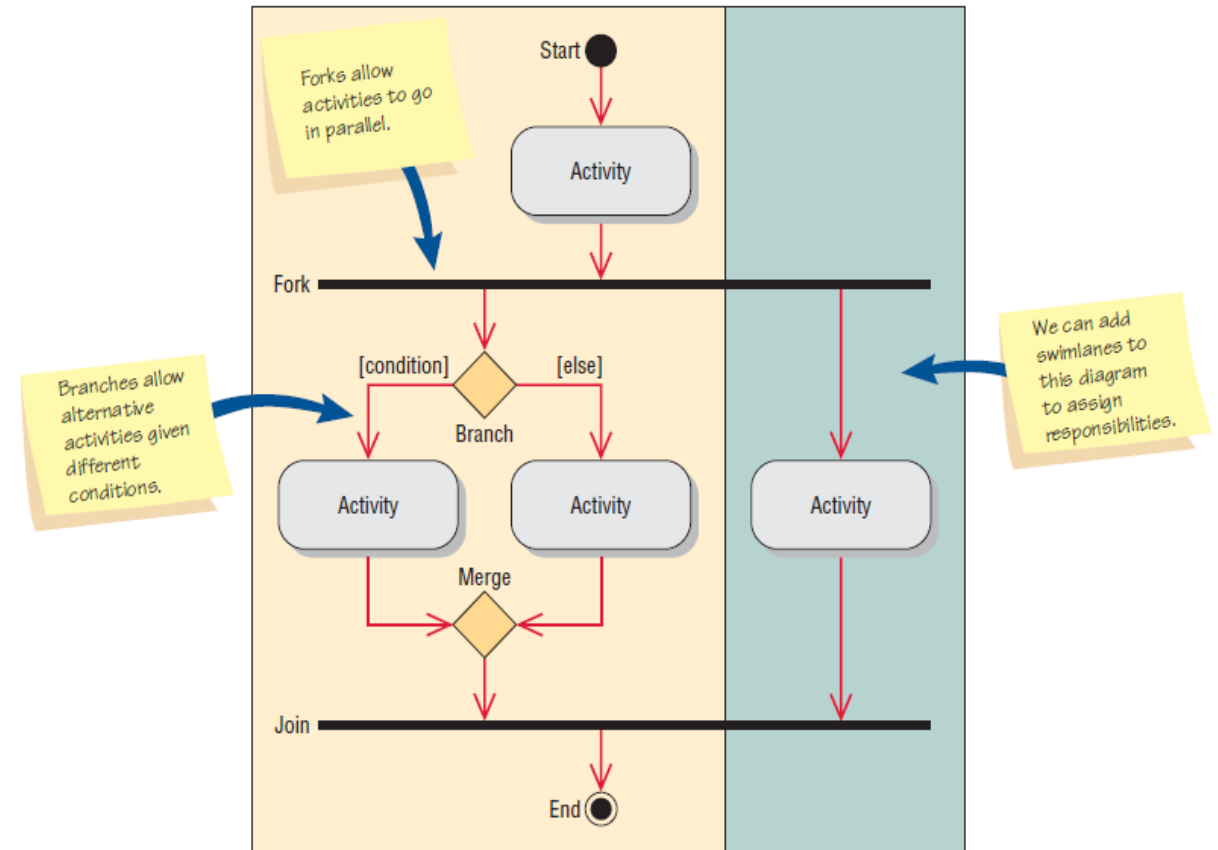 Forks allow
activities to go
in parallel.
Start
Activity
Fork
[condition]
[else]
Branch
Branches allow
alternative
activities given
different
conditions.
We can add
swimlanes to
this diagram
to assign
responsibilities.
Activity
Activity
Activity
Merge
Join
End